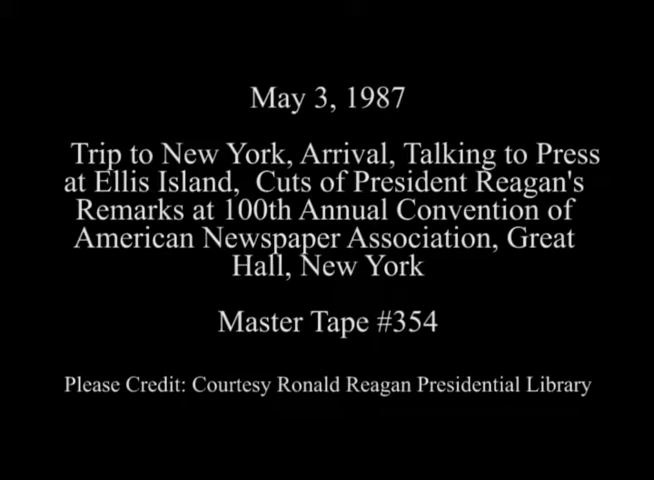 May 3, 1987
Trip to New York, Arrival, Talking to Press
at Ellis Island,  Cuts of President Reagan's
Remarks at 100th Annual Convention of
American Newspaper Association, Great
Hall, New York
Master Tape #354
Please Credit: Courtesy Ronald Reagan Presidential Library